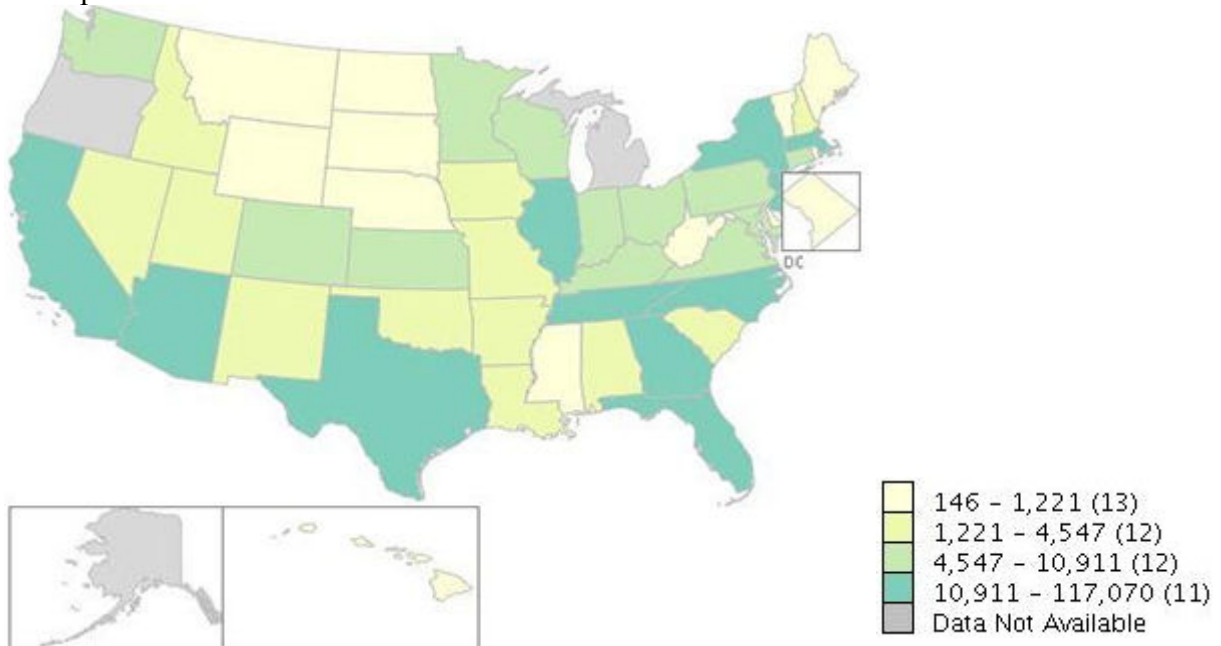 DC
146 - 1,221 (13)
1,221 - 4,547 (12)
4,547 - 10,911 (12)
10,911 - 117,070 (11)
Data Not Available